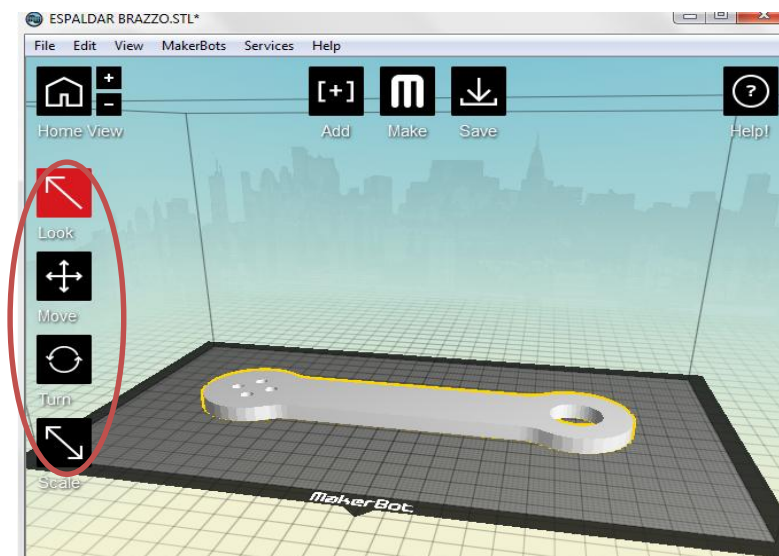 ESPALDAR BRAZZO.STL*
File Edit View MakerBots Services Help
Home View
Add
Make
Save
Help!
Look
Move
Turn
Scale
MakerBot